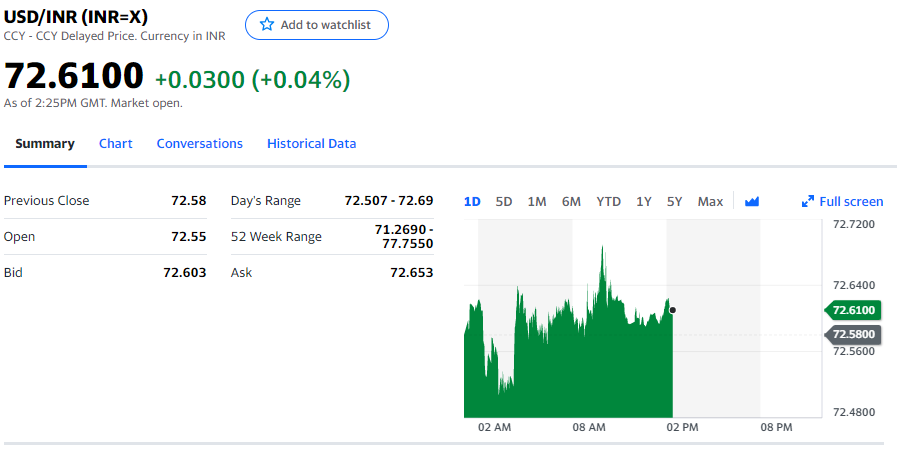 USD/INR (INR=X)
Add to watchlist
CCY - CCY Delayed Price. Currency in INR
72.6100 +0.0300 (+0.04%)
As of 2:25PM GMT. Market open.
Summary Chart Conversations Historical Data
Previous Close 72.58
Open 72.55
Bid 72.603
Day's Range 72.507 - 72.69
52 Week Range 71.2690 -
77.7550
Ask 72.653
1D 5D 1M 6M YTD 1Y 5Y Max Full screen
72.7200
72.6400
72.6100
72.5800
72.5600
72.4800
02 AM 08 AM 02 PM 08 PM